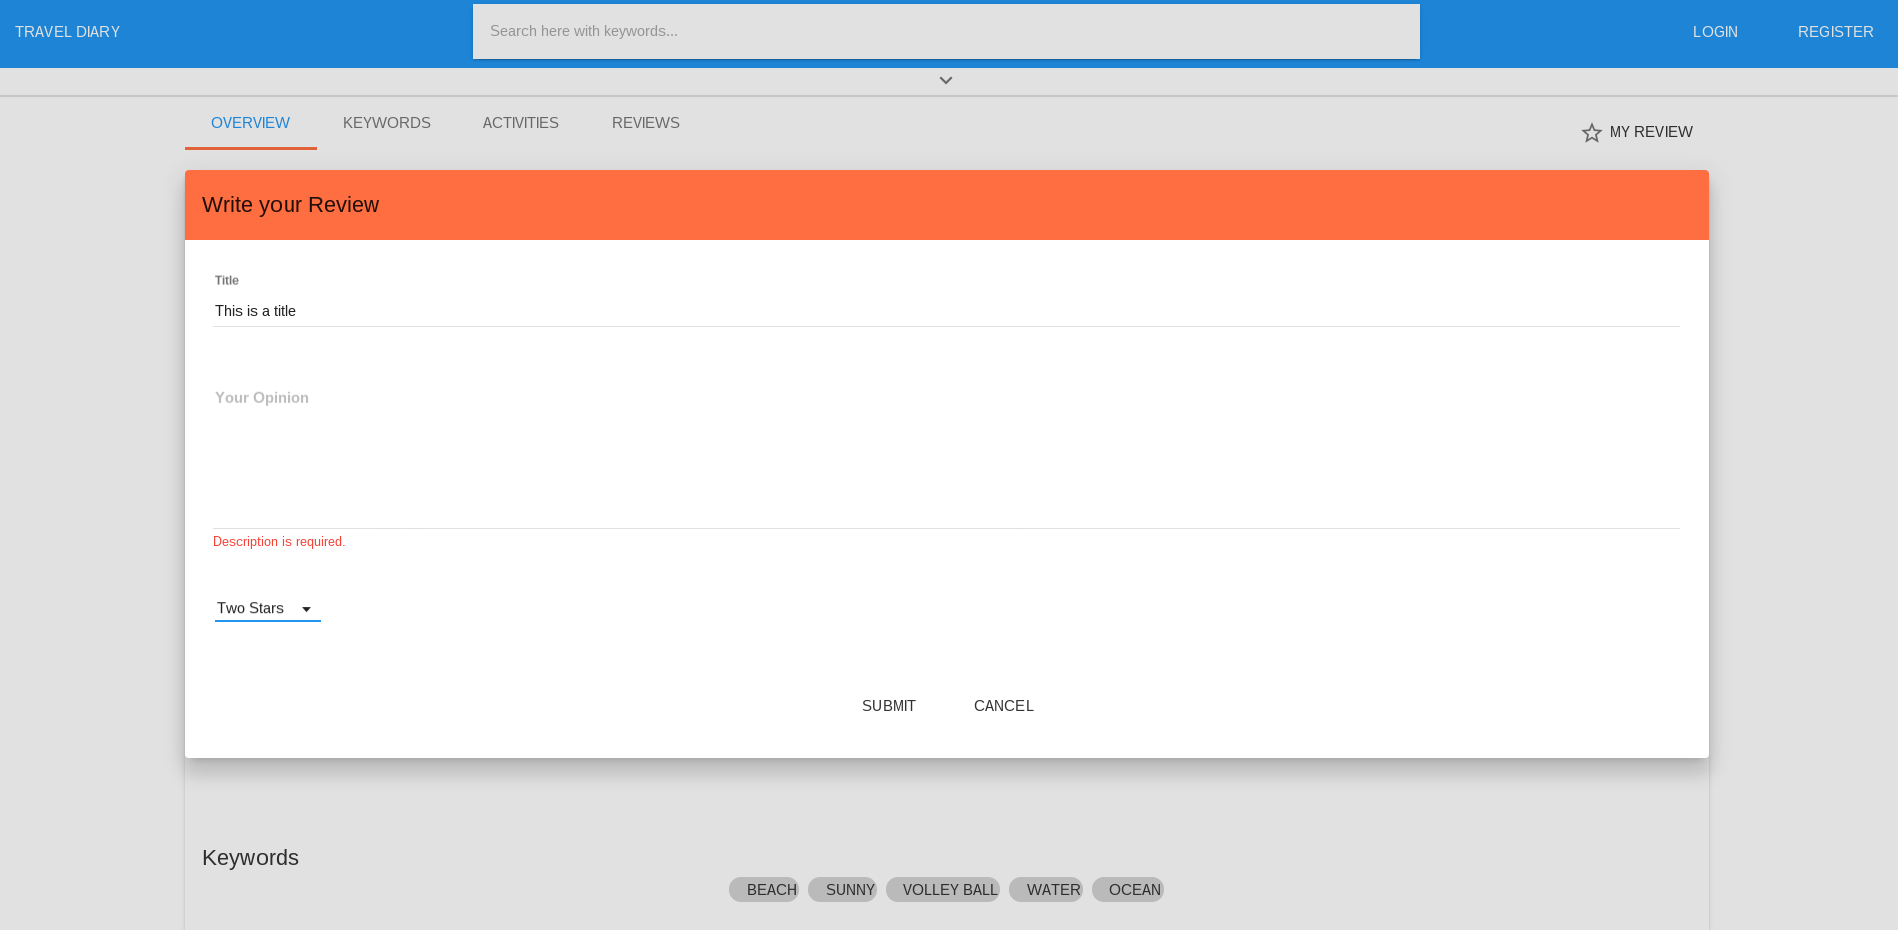 TRAVEL DIARY
Search here with keywords...
LOGIN
REGISTER
OVERVIEW
KEYWORDS
ACTIVITIES
REVIEWS
MY REVIEW
Write your Review
Title
This is a title
Your Opinion
Description is required.
Two Stars
SUBMIT
CANCEL
Keywords
BEACH
SUNNY
VOLLEY BALL
WATER
OCEAN